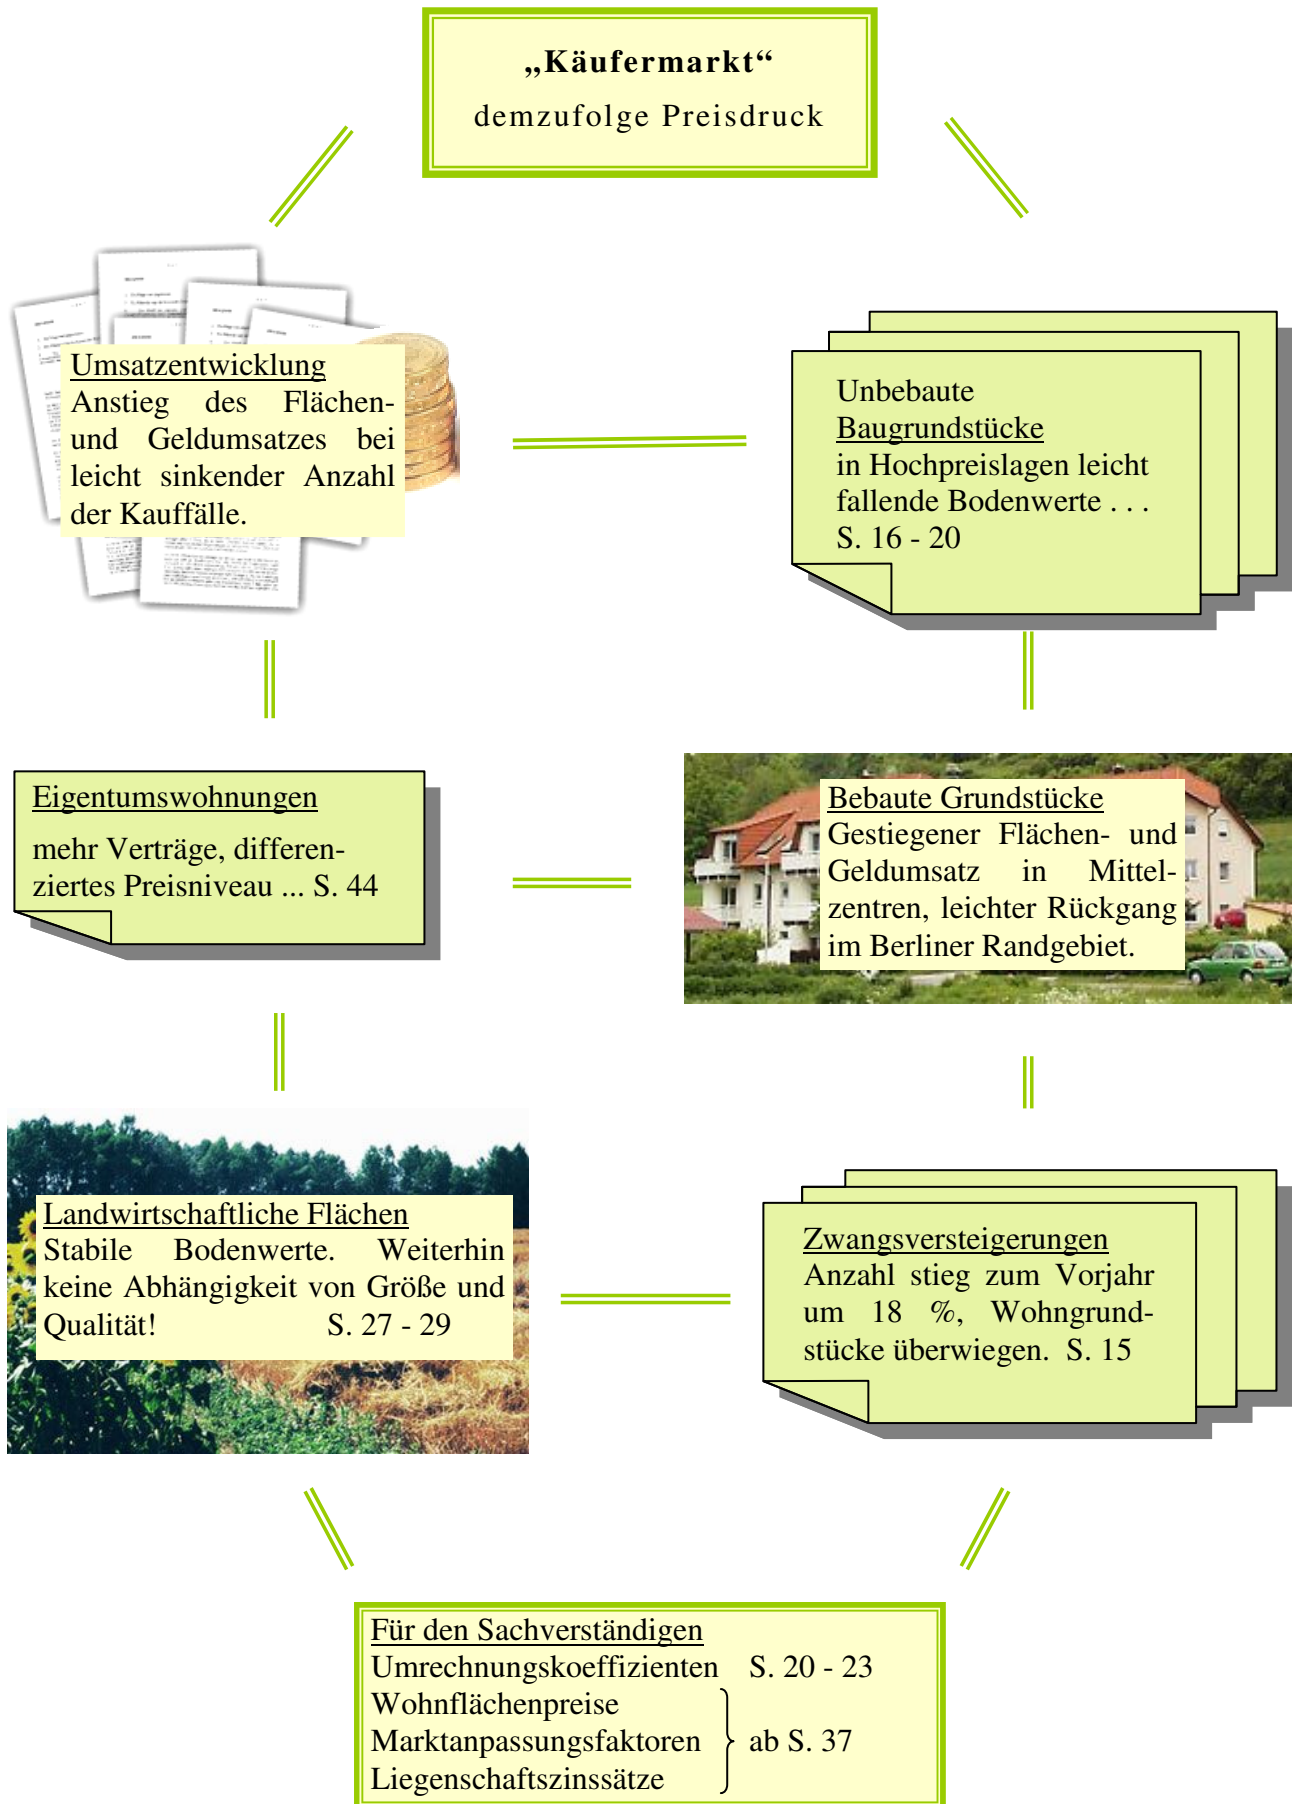 „Käufermarkt“
demzufolge Preisdruck
Umsatzentwicklung
Anstieg des Flächen-
und Geldumsatzes bei
leicht sinkender Anzahl
der Kauffälle.
Unbebaute
Baugrundstücke
in Hochpreislagen leicht
fallende Bodenwerte . . .
S. 16 - 20
Eigentumswohnungen
mehr Verträge, differen-
ziertes Preisniveau ... S. 44
Bebaute Grundstücke
Gestiegener Flächen- und
Geldumsatz in Mittel-
zentren, leichter Rückgang
im Berliner Randgebiet.
Landwirtschaftliche Flächen
Stabile Bodenwerte. Weiterhin
keine Abhängigkeit von Größe und
Qualität! S. 27 - 29
Zwangsversteigerungen
Anzahl stieg zum Vorjahr
um 18 %, Wohngrund-
stücke überwiegen. S. 15
Für den Sachverständigen
Umrechnungskoeffizienten S. 20 - 23
Wohnflächenpreise
Marktanpassungsfaktoren ab S. 37
Liegenschaftszinssätze